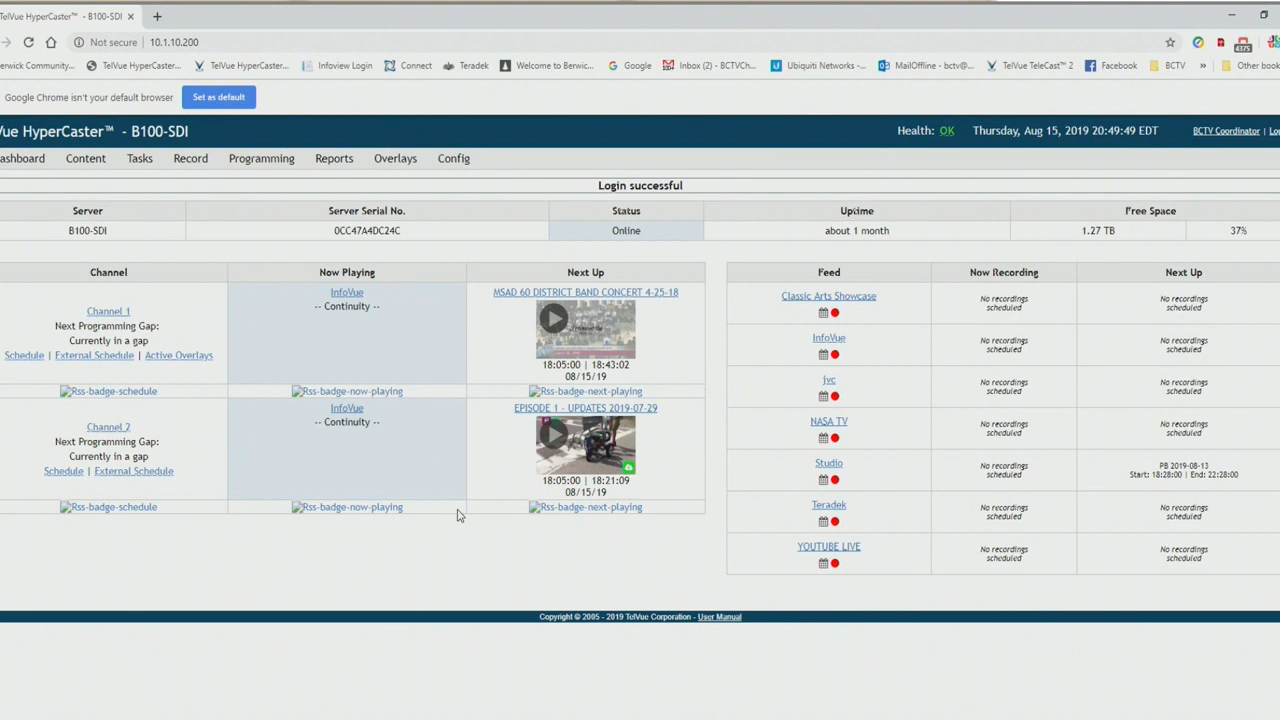 TelVue HyperCaster™ - B100-SDI
Not secure 10.1.10.200
4375
erwick Community... TelVue HyperCaster... TelVue HyperCaster... Infoview Login Connect Teradek Welcome to Berwic... Google Inbox (2) - BCTVCh... Ubiquiti Networks -... MailOffline - bctv@... TelVue TeleCast™ 2 Facebook BCTV » Other book
Google Chrome isn't your default browser Set as default
Vue HyperCaster™ - B100-SDI Health: OK Thursday, Aug 15, 2019 20:49:49 EDT BCTV Coordinator | Lo
ashboard Content Tasks Record Programming Reports Overlays Config
Login successful
Server Server Serial No. Status Uptime Free Space
B100-SDI 0CC47A4DC24C Online about 1 month 1.27 TB 37%
Channel Now Playing Next Up
Channel 1
Next Programming Gap:
Currently in a gap
Schedule | External Schedule | Active Overlays
InfoVue
-- Continuity --
MSAD 60 DISTRICT BAND CONCERT 4-25-18
18:05:00 | 18:43:02
08/15/19
Rss-badge-schedule Rss-badge-now-playing Rss-badge-next-playing
Channel 2
Next Programming Gap:
Currently in a gap
Schedule | External Schedule
InfoVue
-- Continuity --
EPISODE 1 - UPDATES 2019-07-29
18:05:00 | 18:21:09
08/15/19
Rss-badge-schedule Rss-badge-now-playing Rss-badge-next-playing
Feed Now Recording Next Up
Classic Arts Showcase
No recordings
scheduled
No recordings
scheduled
InfoVue
No recordings
scheduled
No recordings
scheduled
jvc
No recordings
scheduled
No recordings
scheduled
NASA TV
No recordings
scheduled
No recordings
scheduled
Studio
No recordings
scheduled
PB 2019-08-13
Start: 18:28:00 | End: 22:28:00
Teradek
No recordings
scheduled
No recordings
scheduled
YOUTUBE LIVE
No recordings
scheduled
No recordings
scheduled
Copyright © 2005 - 2019 TelVue Corporation - User Manual